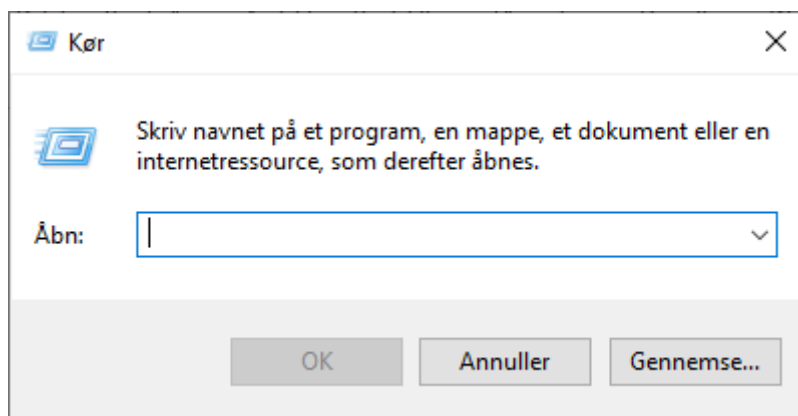 Kør
Skriv navnet på et program, en mappe, et dokument eller en
internetressource, som derefter åbnes.
Åbn:
OK Annuller Gennemse...